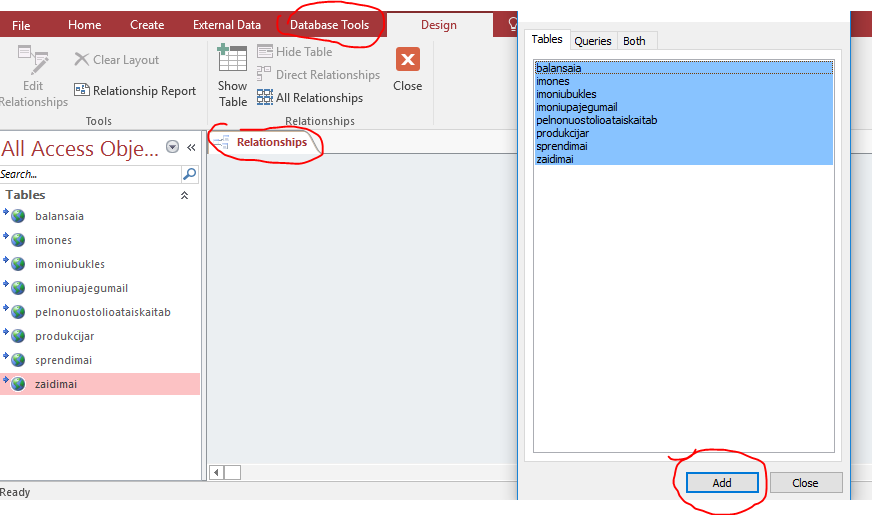 File Home Create External Data Database Tools Design
Edit Relationships
Clear Layout
Relationship Report
Tools
Show Table
Hide Table
Direct Relationships
All Relationships
Relationships
Close
All Access Obje... «
Search...
Tables
balansaia
imones
imoniubukles
imoniupajegumail
pelnonuostolioataiskaitab
produkcijar
sprendimai
zaidimai
Relationships
Ready
Tables Queries Both
balansaia
imones
imoniubukles
imoniupajegumail
pelnonuostolioataiskaitab
produkcijar
sprendimai
zaidimai
Add Close